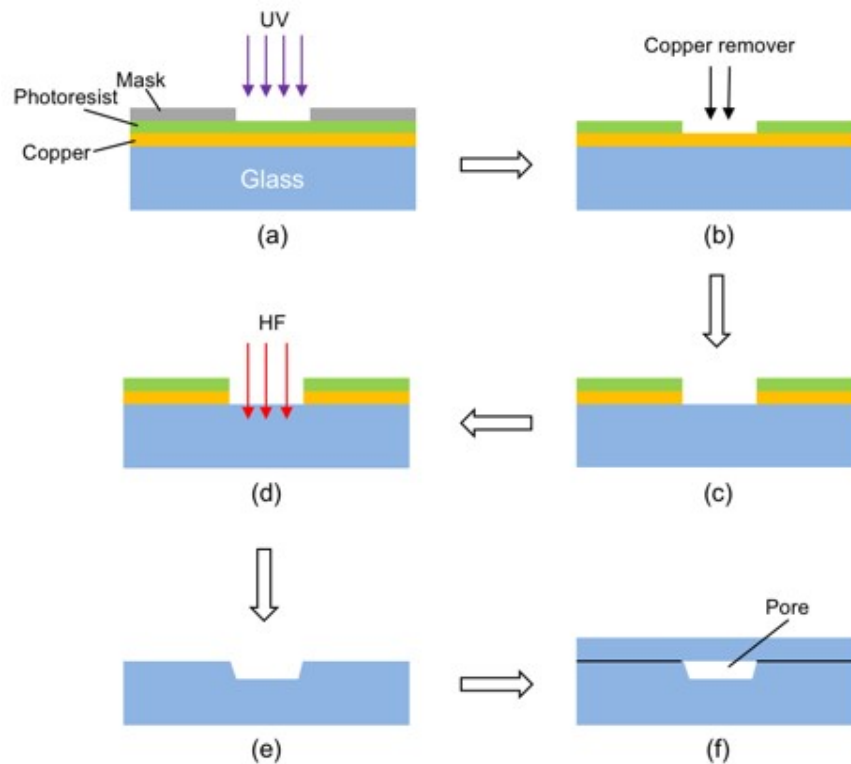 UV
Mask
Photoresist
Copper
Glass
(a)
Copper remover
(b)
HF
(d)
(c)
(e)
Pore
(f)